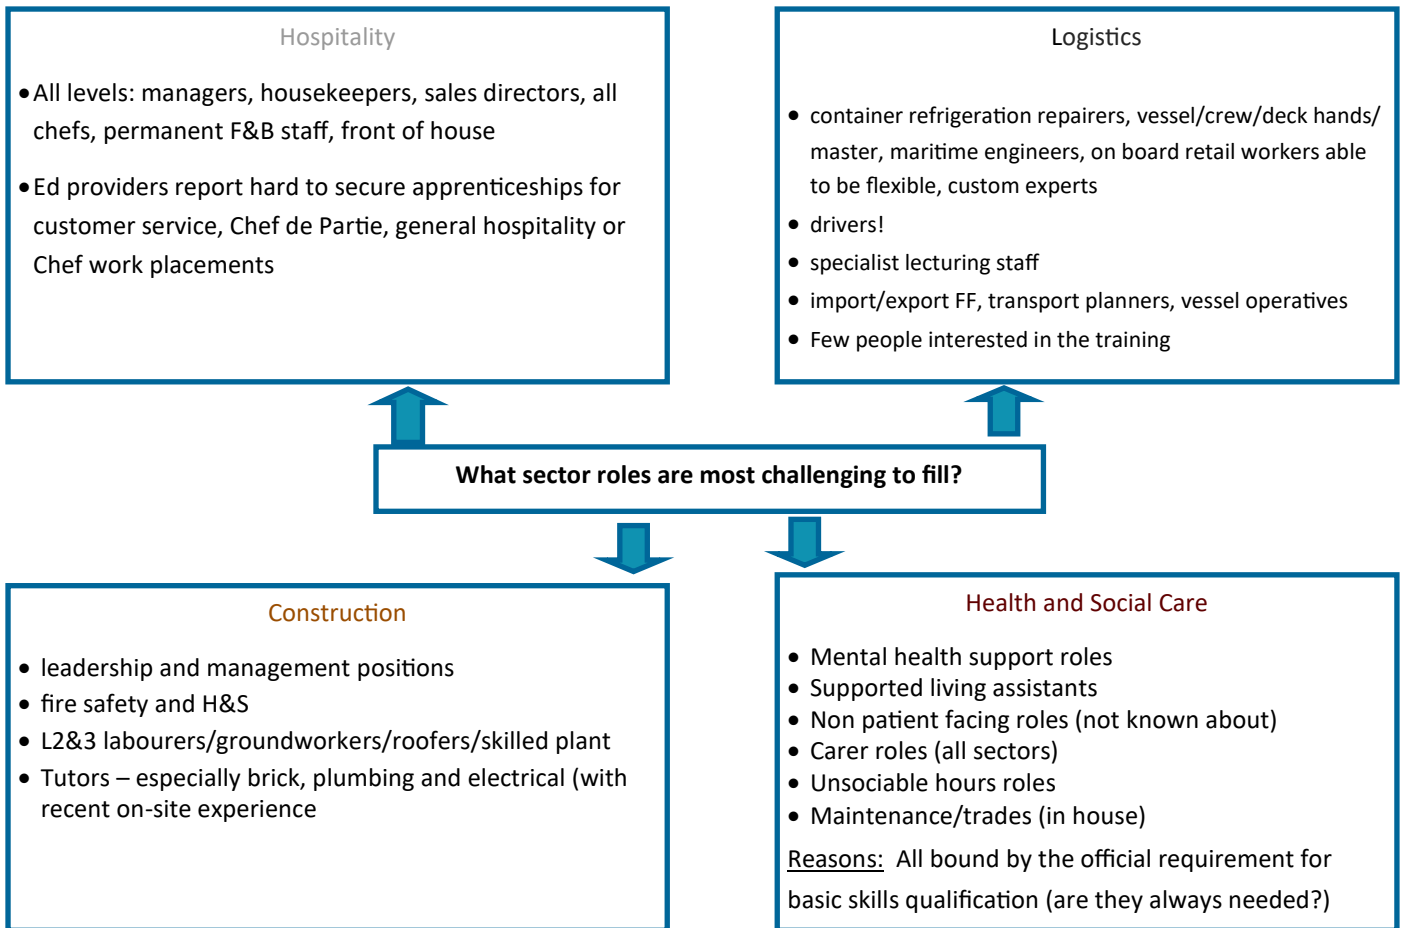 Hospitality
•All levels: managers, housekeepers, sales directors, all
chefs, permanent F&B staff, front of house
•Ed providers report hard to secure apprenticeships for
customer service, Chef de Partie, general hospitality or
Chef work placements
Logistics
• container refrigeration repairers, vessel/crew/deck hands/
master, maritime engineers, on board retail workers able
to be flexible, custom experts
• drivers!
• specialist lecturing staff
• import/export FF, transport planners, vessel operatives
• Few people interested in the training
What sector roles are most challenging to fill?
Construction
• leadership and management positions
• fire safety and H&S
• L2&3 labourers/groundworkers/roofers/skilled plant
• Tutors – especially brick, plumbing and electrical (with
recent on-site experience
Health and Social Care
• Mental health support roles
• Supported living assistants
• Non patient facing roles (not known about)
• Carer roles (all sectors)
• Unsociable hours roles
• Maintenance/trades (in house)
Reasons: All bound by the official requirement for
basic skills qualification (are they always needed?)